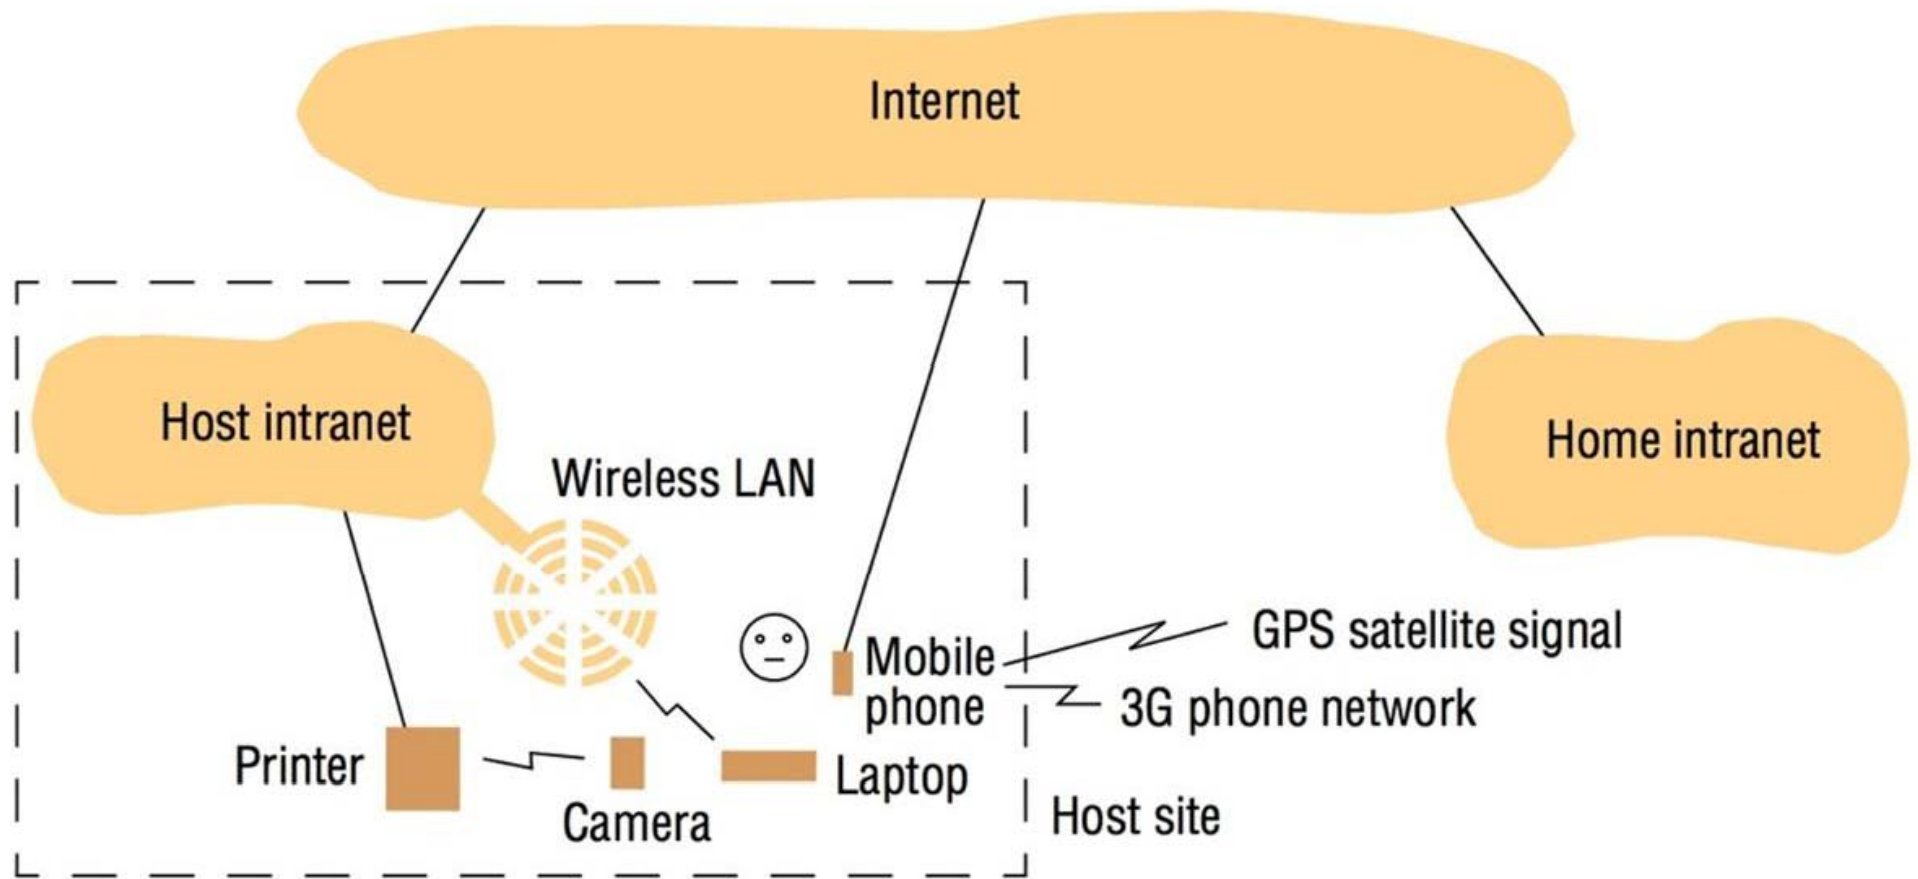 Internet
Host intranet
Home intranet
Wireless LAN
GPS satellite signal
Mobile
phone
3G phone network
Printer
Camera
Laptop
Host site